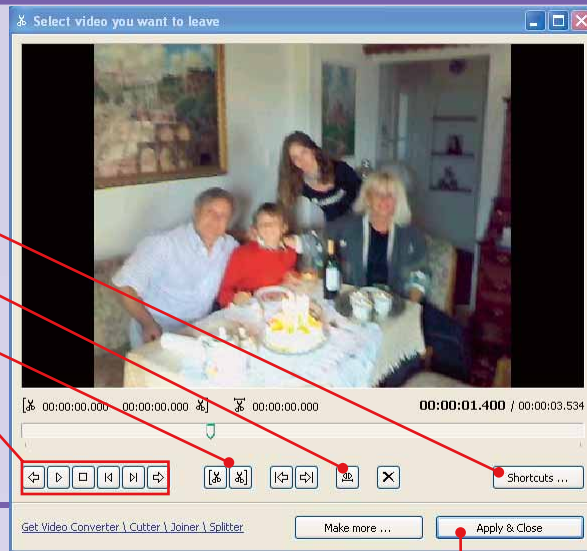 Select video you want to leave
00:00:00.000 00:00:00.000 00:00:00.000 00:00:01.400 / 00:00:03.534
Shortcuts ...
Get Video Converter \ Cutter \ Joiner \ Splitter Make more ... Apply & Close